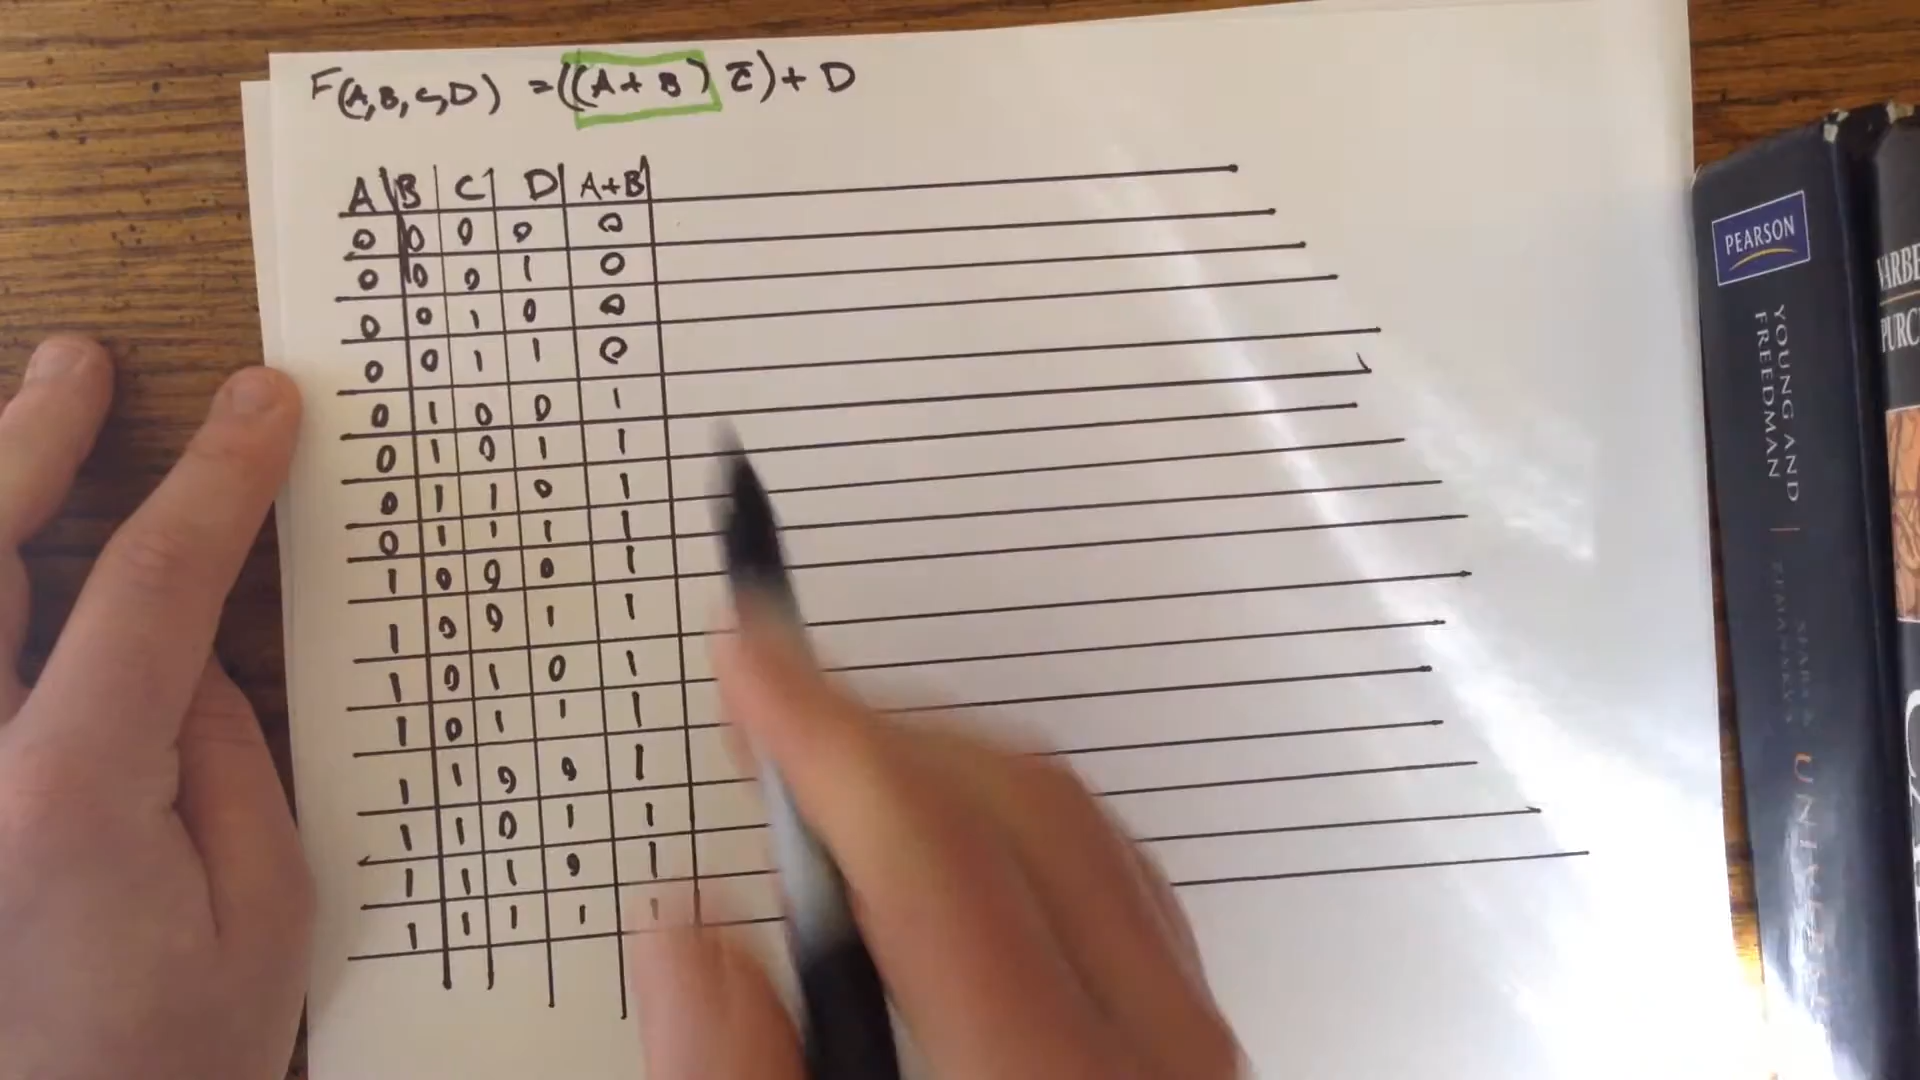 F(A,B,C,D) = ((A+B) C̅) + D
A B C D A+B
0 0 0 0 0
0 0 0 1 0
0 0 1 0 0
0 0 1 1 0
0 1 0 0 1
0 1 0 1 1
0 1 1 0 1
0 1 1 1 1
1 0 0 0 1
1 0 0 1 1
1 0 1 0 1
1 0 1 1 1
1 1 0 0 1
1 1 0 1 1
1 1 1 0 1
1 1 1 1 1
PEARSON
YOUNG AND
FREEDMAN